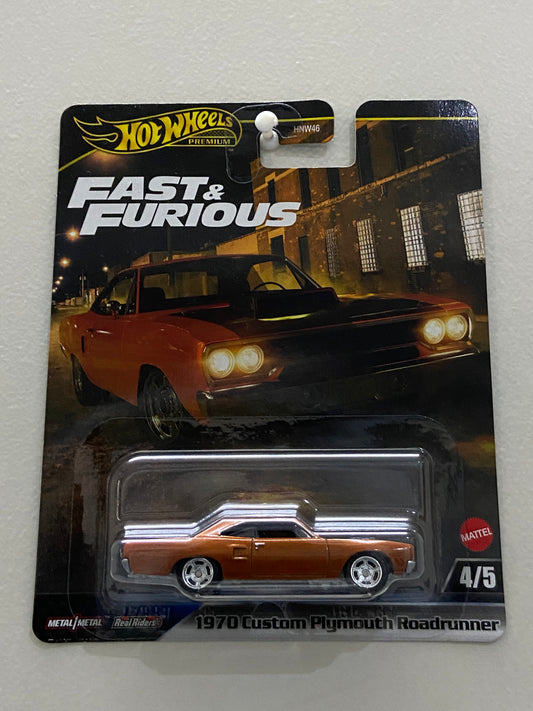 Hot Wheels
PREMIUM
HNW46
FAST &
FURIOUS
MATTEL
4/5
METAL/METAL
Real Riders
1970 Custom Plymouth Roadrunner